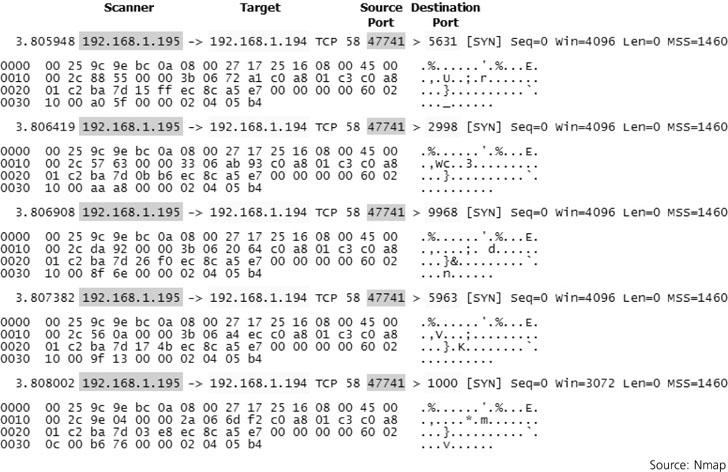 Scanner Target Source Port Destination Port
3.805948 192.168.1.195 -> 192.168.1.194 TCP 58 47741 > 5631 [SYN] Seq=0 Win=4096 Len=0 MSS=1460
0000 00 25 9c 9e bc 0a 08 00 27 17 25 16 08 00 45 00 .%......'.%...E.
0010 00 2c 88 55 00 00 3b 06 72 a1 c0 a8 01 c3 c0 a8 .,.U..;.r.......
0020 01 c2 ba 7d 15 ff ec 8c a5 e7 00 00 00 00 60 02 ...}..........`.
0030 10 00 a0 5f 00 00 02 04 05 b4 ..._......
3.806419 192.168.1.195 -> 192.168.1.194 TCP 58 47741 > 2998 [SYN] Seq=0 Win=4096 Len=0 MSS=1460
0000 00 25 9c 9e bc 0a 08 00 27 17 25 16 08 00 45 00 .%......'.%...E.
0010 00 2c 57 63 00 00 33 06 ab 93 c0 a8 01 c3 c0 a8 .,Wc..3.........
0020 01 c2 ba 7d 0b b6 ec 8c a5 e7 00 00 00 00 60 02 ...}..........`.
0030 10 00 aa a8 00 00 02 04 05 b4 ..........
3.806908 192.168.1.195 -> 192.168.1.194 TCP 58 47741 > 9968 [SYN] Seq=0 Win=4096 Len=0 MSS=1460
0000 00 25 9c 9e bc 0a 08 00 27 17 25 16 08 00 45 00 .%......'.%...E.
0010 00 2c da 92 00 00 3b 06 20 64 c0 a8 01 c3 c0 a8 .,....;. d......
0020 01 c2 ba 7d 26 f0 ec 8c a5 e7 00 00 00 00 60 02 ...}&.........`.
0030 10 00 8f 6e 00 00 02 04 05 b4 ...n......
3.807382 192.168.1.195 -> 192.168.1.194 TCP 58 47741 > 5963 [SYN] Seq=0 Win=4096 Len=0 MSS=1460
0000 00 25 9c 9e bc 0a 08 00 27 17 25 16 08 00 45 00 .%......'.%...E.
0010 00 2c 56 0a 00 00 3b 06 a4 ec c0 a8 01 c3 c0 a8 .,V...;.........
0020 01 c2 ba 7d 17 4b ec 8c a5 e7 00 00 00 00 60 02 ...}.K........`.
0030 10 00 9f 13 00 00 02 04 05 b4 ..........
3.808002 192.168.1.195 -> 192.168.1.194 TCP 58 47741 > 1000 [SYN] Seq=0 Win=3072 Len=0 MSS=1460
0000 00 25 9c 9e bc 0a 08 00 27 17 25 16 08 00 45 00 .%......'.%...E.
0010 00 2c 9e 04 00 00 2a 06 6d f2 c0 a8 01 c3 c0 a8 .,....*.m.......
0020 01 c2 ba 7d 03 e8 ec 8c a5 e7 00 00 00 00 60 02 ...}..........`.
0030 0c 00 b6 76 00 00 02 04 05 b4 ...v......
Source: Nmap